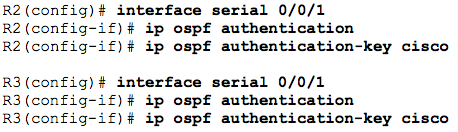 R2(config)# interface serial 0/0/1
R2(config-if)# ip ospf authentication
R2(config-if)# ip ospf authentication-key cisco
R3(config)# interface serial 0/0/1
R3(config-if)# ip ospf authentication
R3(config-if)# ip ospf authentication-key cisco